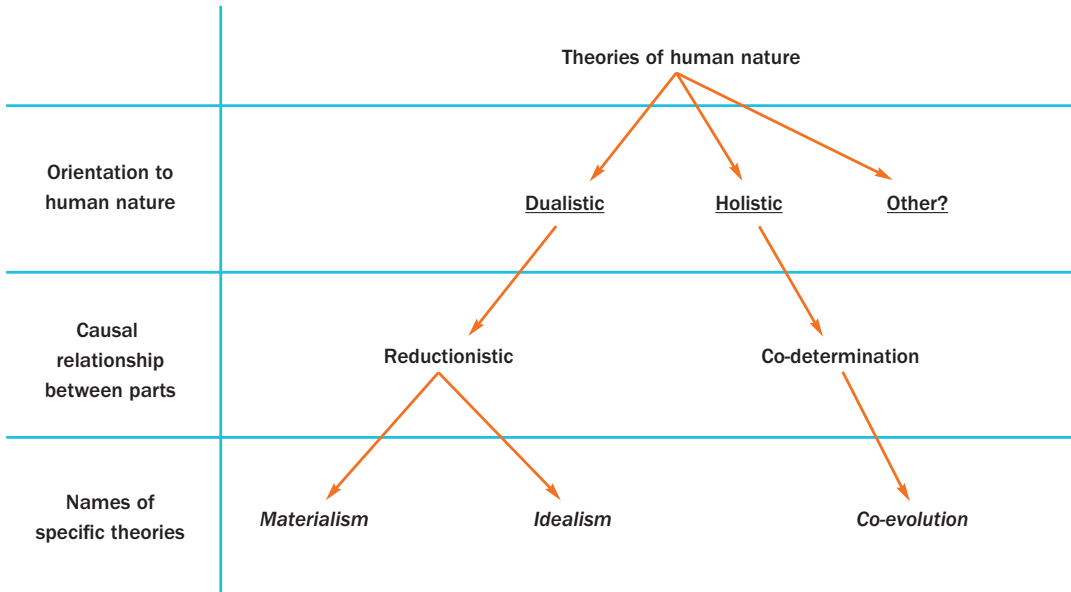 Theories of human nature
Orientation to
human nature
Dualistic
Holistic
Other?
Causal
relationship
between parts
Reductionistic
Co-determination
Names of
specific theories
Materialism
Idealism
Co-evolution